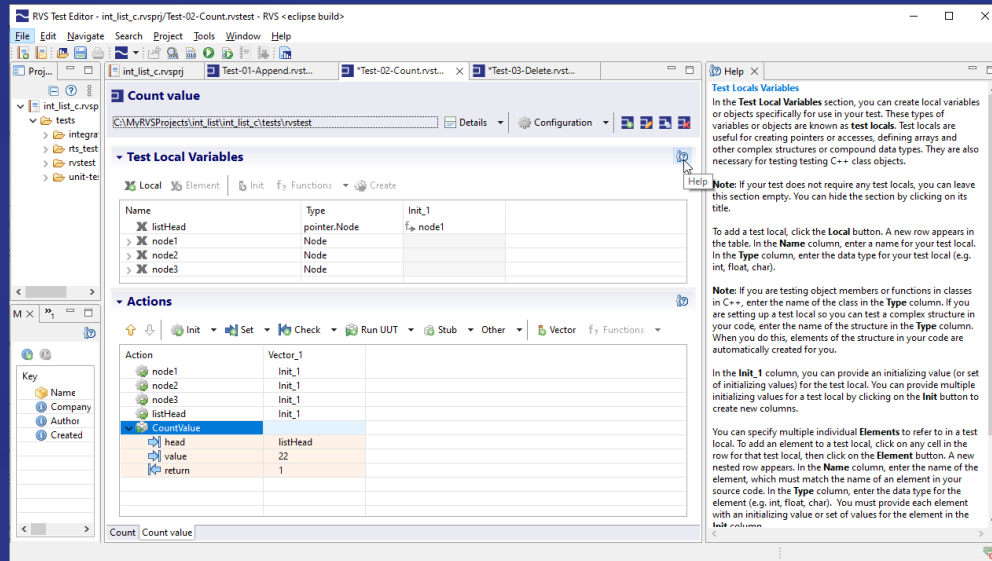 RVS Test Editor - int_list_c.rvsprj/Test-02-Count.rvstest - RVS <eclipse build>
File Edit Navigate Search Project Tools Window Help
Proj...
int_list_c.rvsp
tests
integrat
rts_test
rvstest
unit-tes
M
Key
Name
Company
Author
Created
int_list_c.rvsprj
Test-01-Append.rvst...
*Test-02-Count.rvst...
*Test-03-Delete.rvst...
Count value
C:\MyRVSProjects\int_list\int_list_c\tests\rvstest Details Configuration
Test Local Variables
Help
Local Element Init Functions Create
Name Type Init_1
listHead pointer.Node node1
node1 Node
node2 Node
node3 Node
Actions
Init Set Check Run UUT Stub Other Vector Functions
Action Vector_1
node1 Init_1
node2 Init_1
node3 Init_1
listHead Init_1
CountValue
head listHead
value 22
return 1
Count Count value
Help
Test Locals Variables
In the Test Local Variables section, you can create local variables
or objects specifically for use in your test. These types of
variables or objects are known as test locals. Test locals are
useful for creating pointers or accesses, defining arrays and
other complex structures or compound data types. They are also
necessary for testing testing C++ class objects.
Note: If your test does not require any test locals, you can leave
this section empty. You can hide the section by clicking on its
title.
To add a test local, click the Local button. A new row appears in
the table. In the Name column, enter a name for your test local.
In the Type column, enter the data type for your test local (e.g.
int, float, char).
Note: If you are testing object members or functions in classes
in C++, enter the name of the class in the Type column. If you
are setting up a test local so you can test a complex structure in
your code, enter the name of the structure in the Type column.
When you do this, elements of the structure in your code are
automatically created for you.
In the Init_1 column, you can provide an initializing value (or set
of initializing values) for the test local. You can provide multiple
initializing values for a test local by clicking on the Init button to
create new columns.
You can specify multiple individual Elements to refer to in a test
local. To add an element to a test local, click on any cell in the
row for that test local, then click on the Element button. A new
nested row appears. In the Name column, enter the name of the
element, which must match the name of an element in your
source code. In the Type column, enter the data type for the
element (e.g. int, float, char). You must provide each element
with an initializing value or set of values for the element in the
Init column.